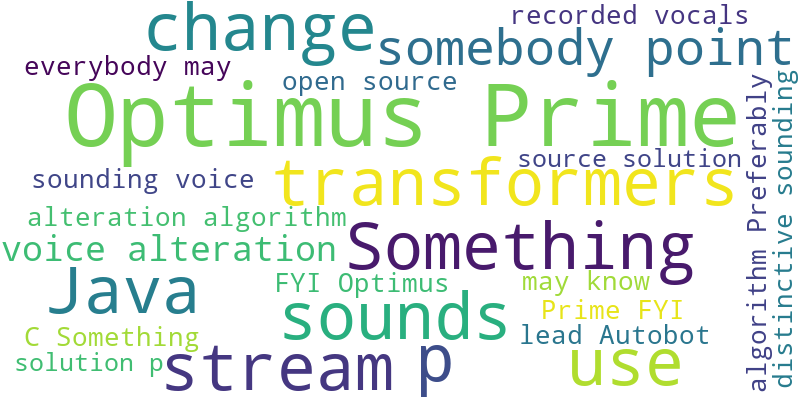 recorded vocals
change
somebody point
everybody may
open source
Optimus Prime
source solution
sounding voice
transformers
alteration algorithm
voice alteration
Something
Java
FYI Optimus
may know
sounds
Prime FYI
C Something
lead Autobot
solution p
stream
p
use
algorithm Preferably
distinctive sounding